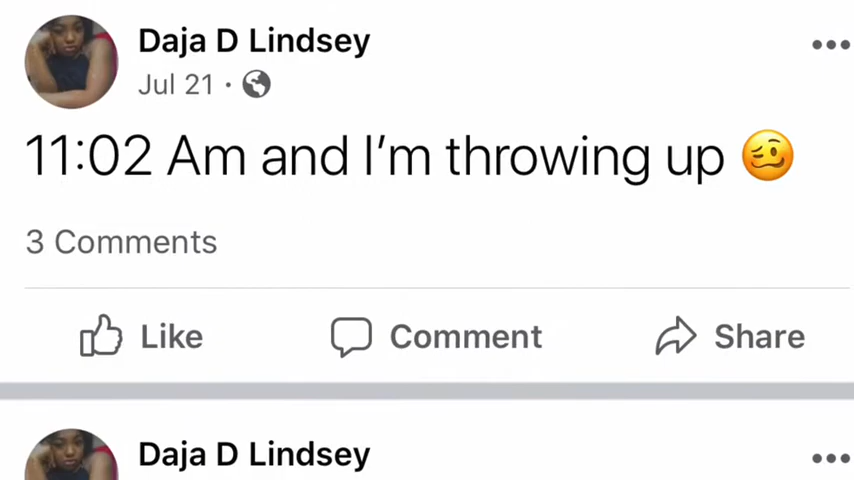 Daja D Lindsey
Jul 21 ·
11:02 Am and I'm throwing up 🥴
3 Comments
Like Comment Share
Daja D Lindsey